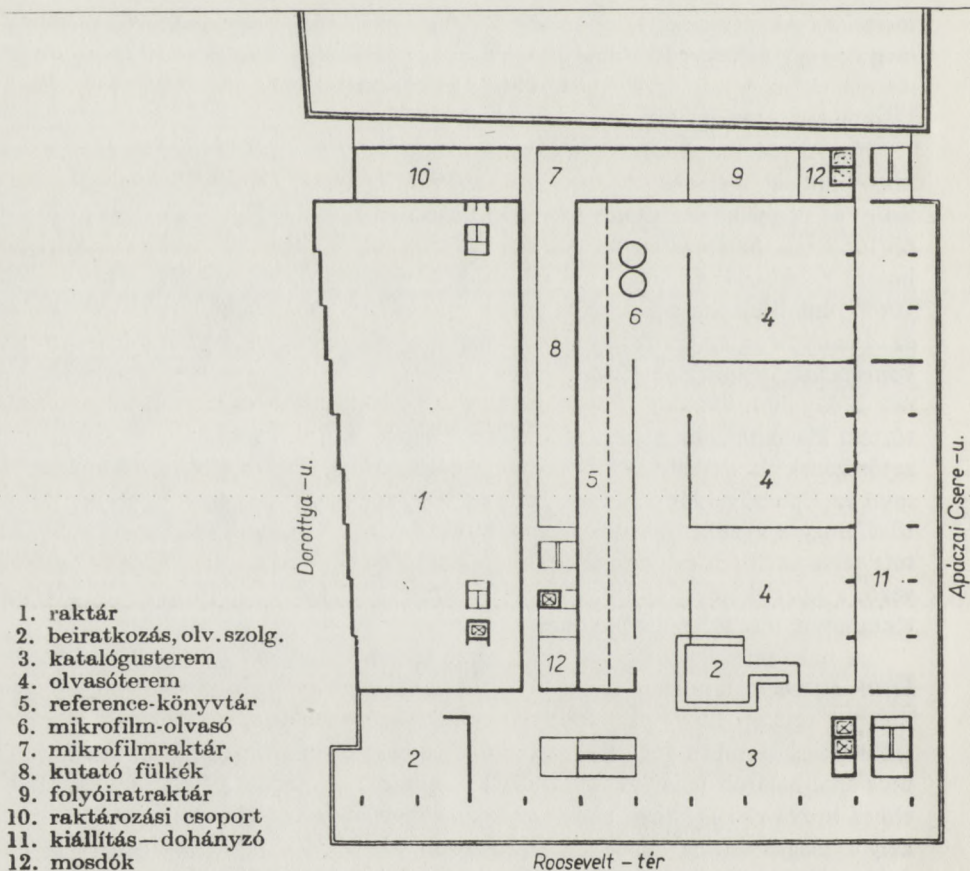 10 7 9 12
6 4
8
5 4
1
Dorottya-u.
Apáczai Csere-u.
11
4
12 2
2 3
1. raktár
2. beiratkozás, olv. szolg.
3. katalógusterem
4. olvasóterem
5. reference-könyvtár
6. mikrofilm-olvasó
7. mikrofilmraktár
8. kutató fülkék
9. folyóiratraktár
10. raktározási csoport
11. kiállítás—dohányzó
12. mosdók
Roosevelt – tér